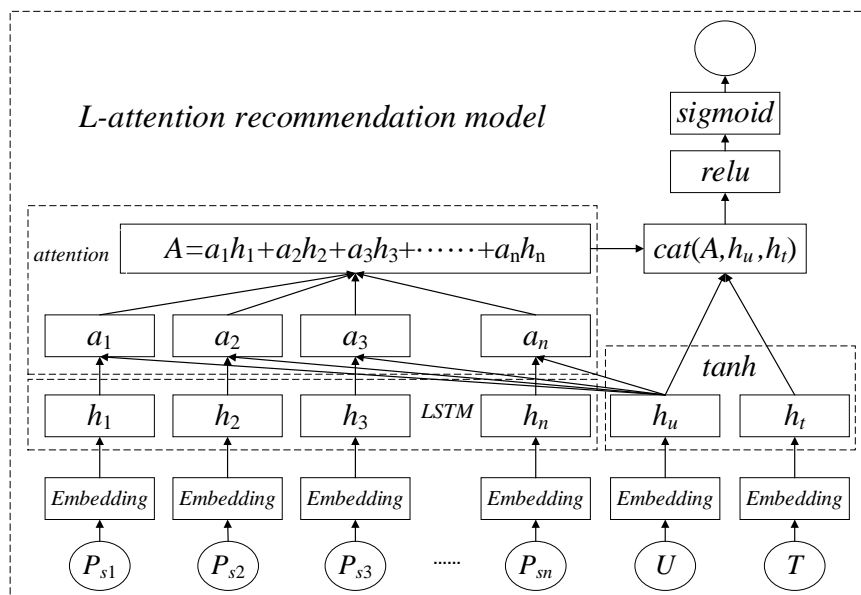 L-attention recommendation model
sigmoid
relu
attention
A=a1h1+a2h2+a3h3+······+anhn
cat(A,hu,ht)
a1 a2 a3 an
tanh
h1 h2 h3 LSTM hn hu ht
Embedding Embedding Embedding Embedding Embedding Embedding
Ps1 Ps2 Ps3 ...... Psn U T